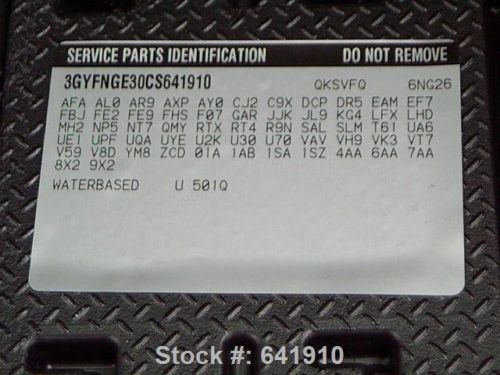 SERVICE PARTS IDENTIFICATION DO NOT REMOVE
3GYFNGE30CS641910 QKSVFQ 6NG26
AFA AL0 AR9 AXP AY0 CJ2 C9X DCP DR5 EAM EF7
FBJ FE2 FE9 FHS F07 GAR JJK JL9 KG4 LFX LHD
MH2 NP5 NT7 QMY RTX RT4 R9N SAL SLM T61 UA6
UE1 UPF UQA UYE U2K U30 U70 VAV VH9 VK3 VT7
V59 V8D YM8 ZCD 01A 1AB 1SA 1SZ 4AA 6AA 7AA
8X2 9X2
WATERBASED U 501Q
Stock #: 641910